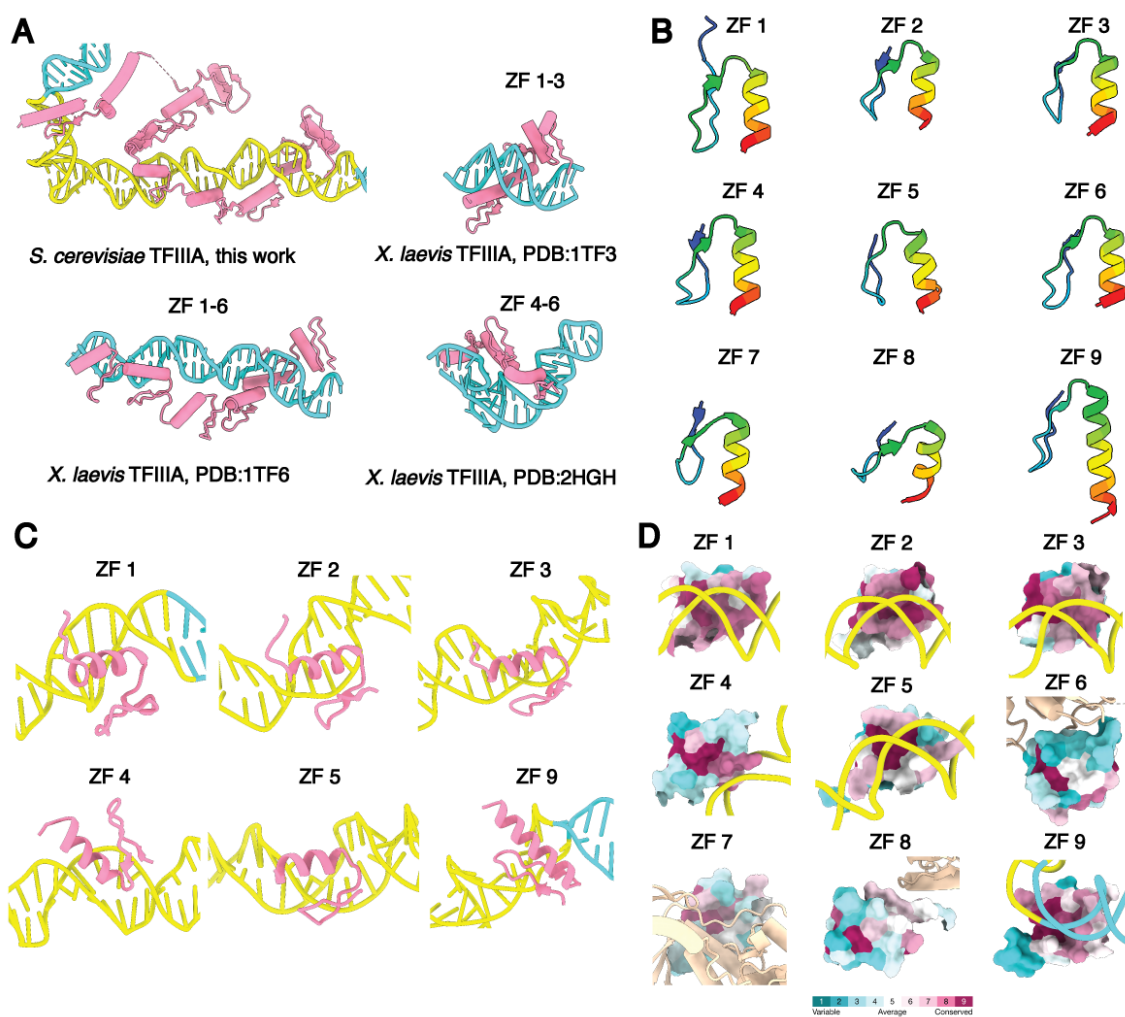 A
ZF 1-3
S. cerevisiae TFIIIA, this work
X. laevis TFIIIA, PDB:1TF3
ZF 1-6
ZF 4-6
X. laevis TFIIIA, PDB:1TF6
X. laevis TFIIIA, PDB:2HGH
B
ZF 1
ZF 2
ZF 3
ZF 4
ZF 5
ZF 6
ZF 7
ZF 8
ZF 9
C
ZF 1
ZF 2
ZF 3
ZF 4
ZF 5
ZF 9
D
ZF 1
ZF 2
ZF 3
ZF 4
ZF 5
ZF 6
ZF 7
ZF 8
ZF 9
1 2 3 4 5 6 7 8 9
Variable Average Conserved